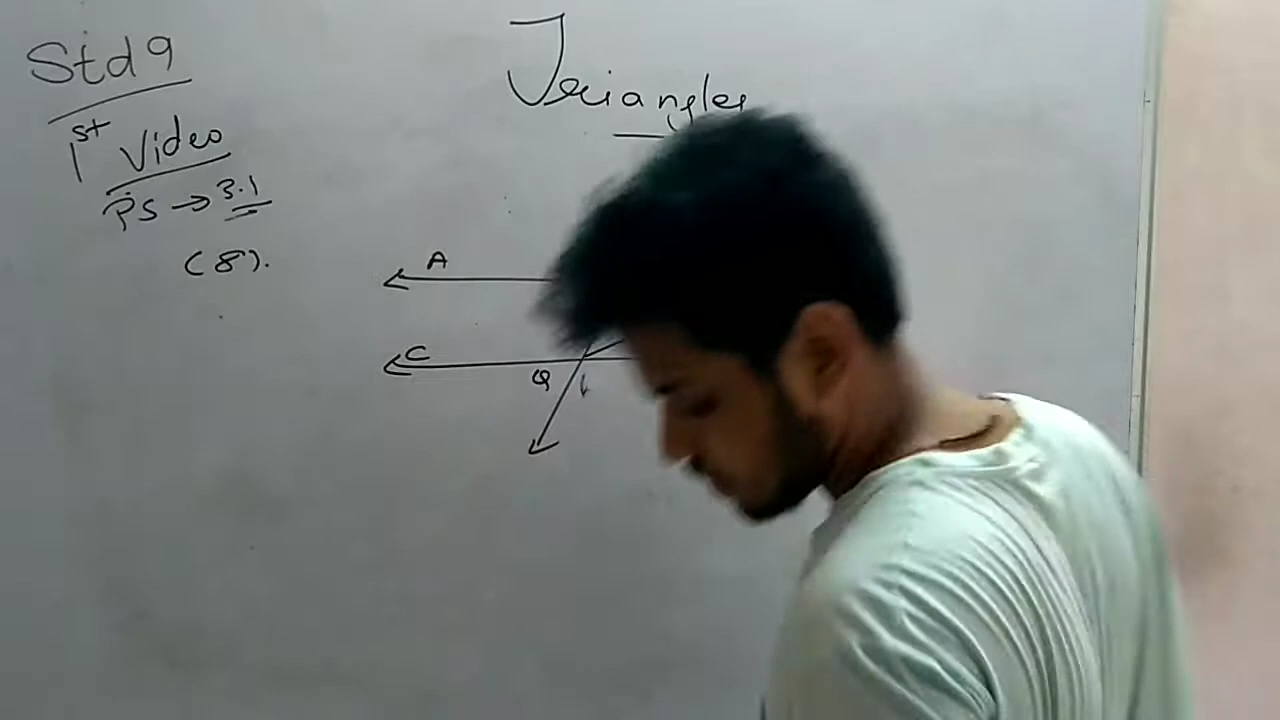 Std 9
Triangles
1st Video
PS → 3.1
(8).
A
C
Q